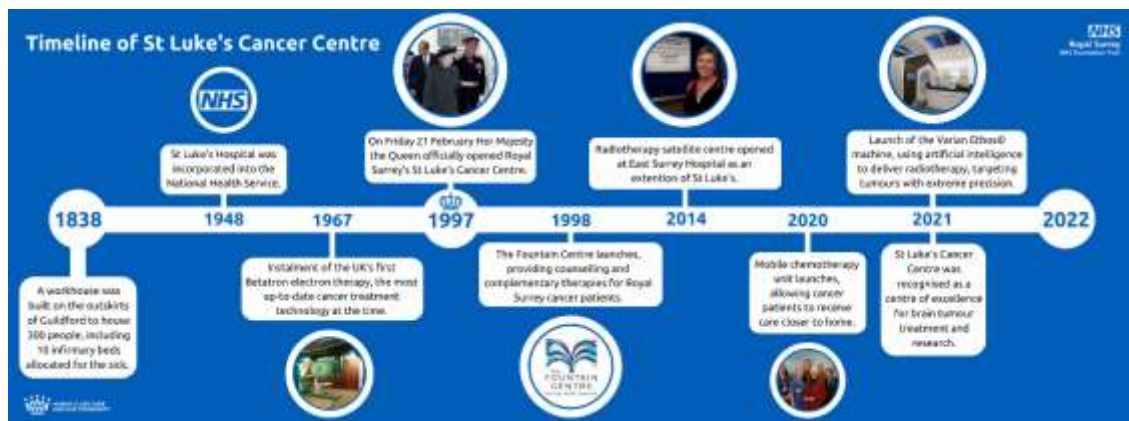 Timeline of St Luke's Cancer Centre
NHS
Royal Surrey
NHS Foundation Trust
NHS
St Luke's Hospital was
incorporated into the
National Health Service.
On Friday 21 February Her Majesty
the Queen officially opened Royal
Surrey's St Luke's Cancer Centre.
Radiotherapy satellite centre opened
at East Surrey Hospital as an
extention of St Luke's.
Launch of the Varian Ethos®
machine, using artificial intelligence
to deliver radiotherapy, targeting
tumours with extreme precision.
1838
1948
1967
1997
1998
2014
2020
2021
2022
A workhouse was
built on the outskirts
of Guildford to house
300 people, including
10 infirmary beds
allocated for the sick.
Instalment of the UK's first
Betatron electron therapy, the most
up-to-date cancer treatment
technology at the time.
The Fountain Centre launches,
providing counselling and
complementary therapies for Royal
Surrey cancer patients.
Mobile chemotherapy
unit launches,
allowing cancer
patients to receive
care closer to home.
St Luke's Cancer
Centre was
recognised as a
centre of excellence
for brain tumour
treatment and
research.
THE
FOUNTAIN
CENTRE